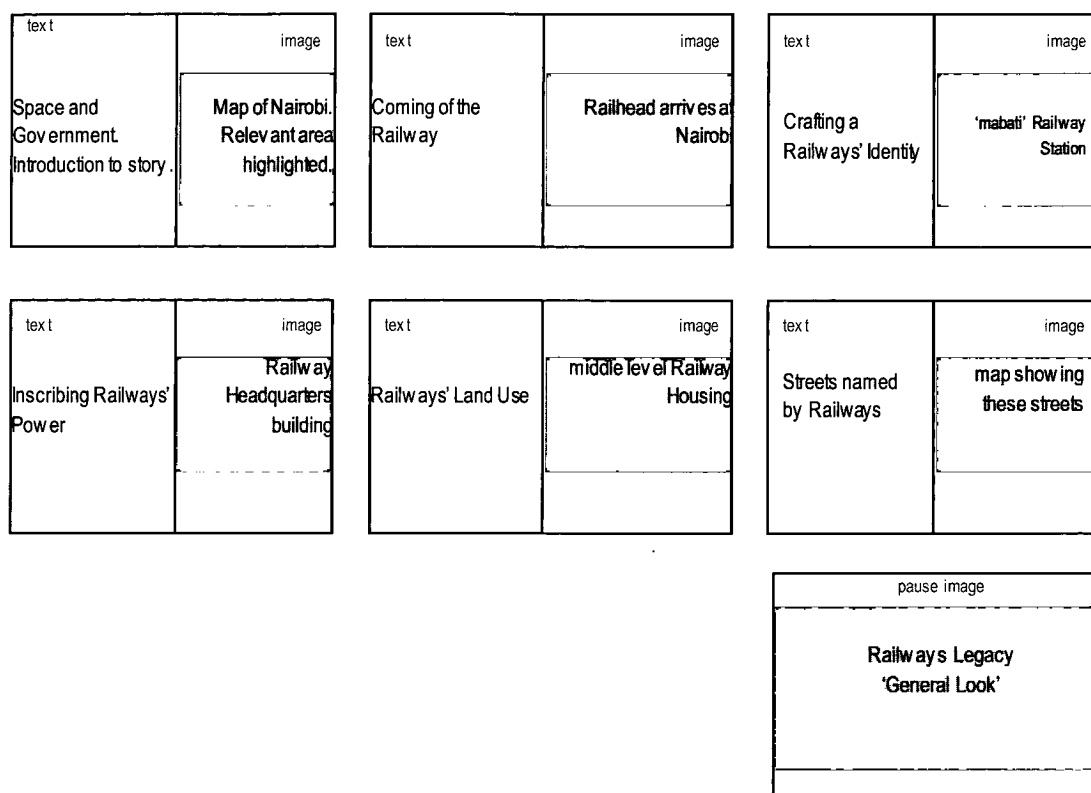 text
image
Space and
Government.
Introduction to story.
Map of Nairobi.
Relevant area
highlighted.
text
image
Coming of the
Railway
Railhead arrives at
Nairobi
text
image
Crafting a
Railways' Identity
‘mabati’ Railway
Station
text
image
Inscribing Railways'
Power
Railway
Headquarters
building
text
image
Railways' Land Use
middle level Railway
Housing
text
image
Streets named
by Railways
map showing
these streets
pause image
Railways Legacy
‘General Look’